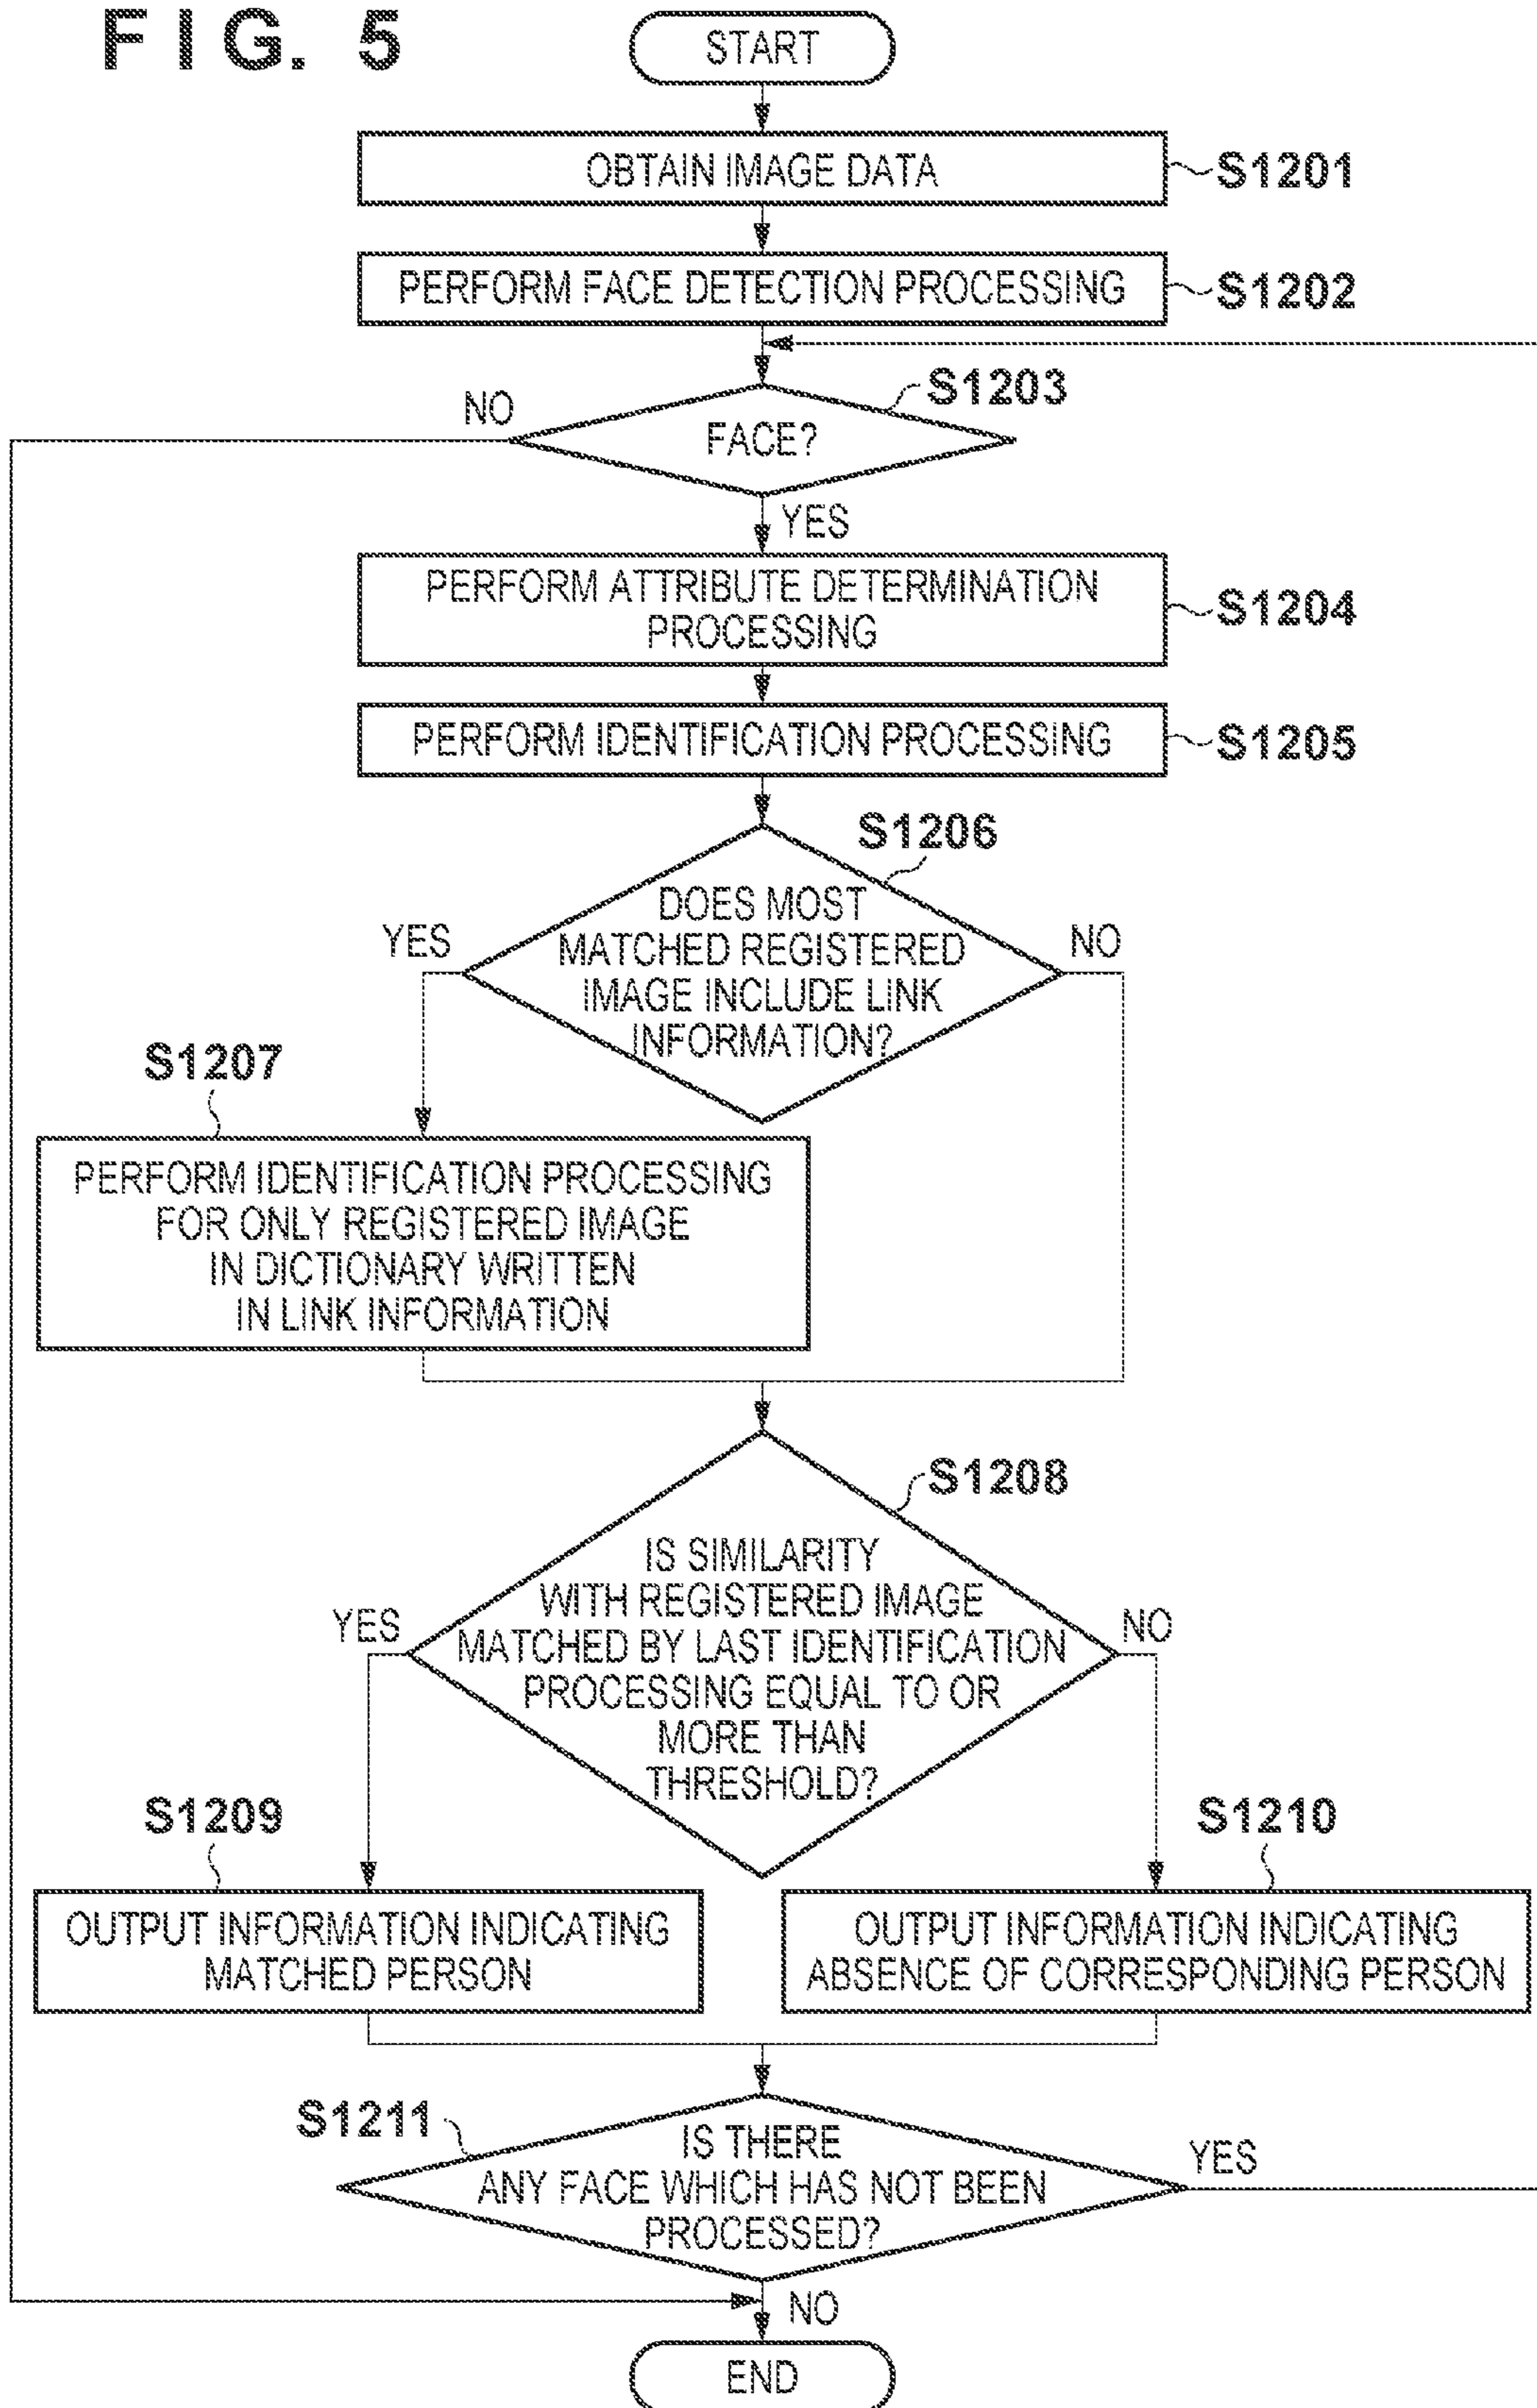 FIG. 5
START
OBTAIN IMAGE DATA
S1201
PERFORM FACE DETECTION PROCESSING
S1202
S1203
NO
FACE?
YES
PERFORM ATTRIBUTE DETERMINATION
PROCESSING
S1204
PERFORM IDENTIFICATION PROCESSING
S1205
S1206
DOES MOST
MATCHED REGISTERED
IMAGE INCLUDE LINK
INFORMATION?
YES
NO
S1207
PERFORM IDENTIFICATION PROCESSING
FOR ONLY REGISTERED IMAGE
IN DICTIONARY WRITTEN
IN LINK INFORMATION
S1208
IS SIMILARITY
WITH REGISTERED IMAGE
MATCHED BY LAST IDENTIFICATION
PROCESSING EQUAL TO OR
MORE THAN
THRESHOLD?
YES
NO
S1209
OUTPUT INFORMATION INDICATING
MATCHED PERSON
S1210
OUTPUT INFORMATION INDICATING
ABSENCE OF CORRESPONDING PERSON
S1211
IS THERE
ANY FACE WHICH HAS NOT BEEN
PROCESSED?
YES
NO
END